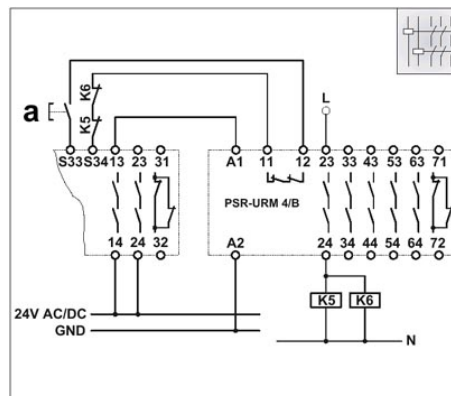 L
a
K6
K5
S33 S34 13 23 31
A1 11 12 23 33 43 53 63 71
PSR-URM 4/B
14 24 32
A2 24 34 44 54 64 72
24V AC/DC
GND
K5 K6
N